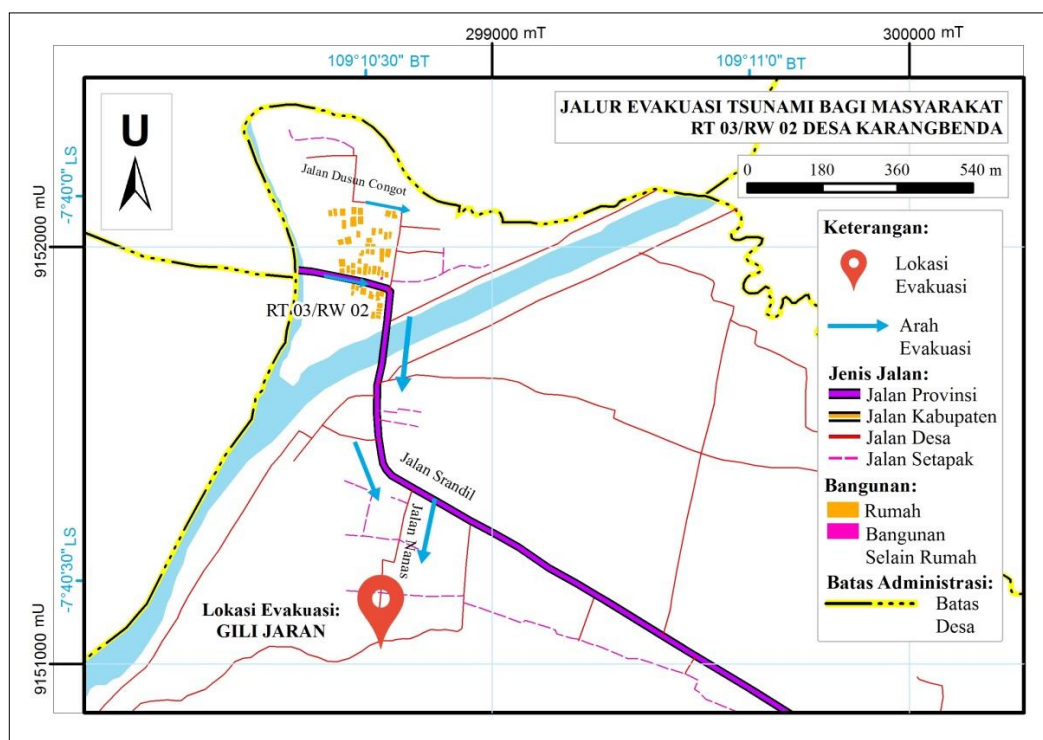 299000 mT
300000 mT
109°10'30" BT
109°11'0" BT
U
JALUR EVAKUASI TSUNAMI BAGI MASYARAKAT
RT 03/RW 02 DESA KARANGBENDA
0 180 360 540 m
-7°40'0" LS
9152000 mU
Jalan Dusun Congot
RT 03/RW 02
Jalan Srandil
Jalan Nanas
Lokasi Evakuasi:
GILI JARAN
-7°40'30" LS
9151000 mU
Keterangan:
Lokasi
Evakuasi
Arah
Evakuasi
Jenis Jalan:
Jalan Provinsi
Jalan Kabupaten
Jalan Desa
Jalan Setapak
Bangunan:
Rumah
Bangunan
Selain Rumah
Batas Administrasi:
Batas
Desa